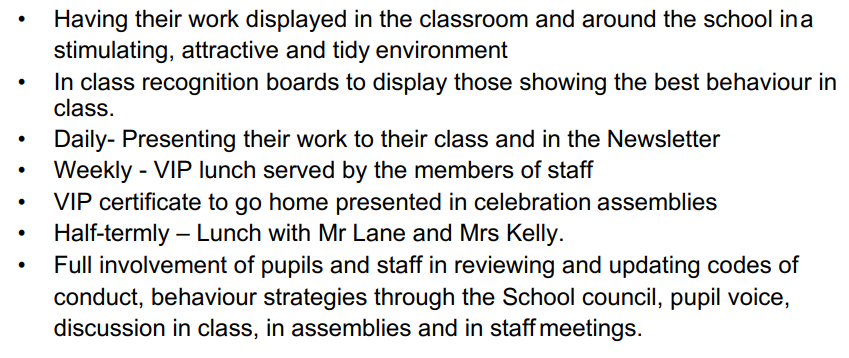 • Having their work displayed in the classroom and around the school in a
stimulating, attractive and tidy environment
• In class recognition boards to display those showing the best behaviour in
class.
• Daily- Presenting their work to their class and in the Newsletter
• Weekly - VIP lunch served by the members of staff
• VIP certificate to go home presented in celebration assemblies
• Half-termly – Lunch with Mr Lane and Mrs Kelly.
• Full involvement of pupils and staff in reviewing and updating codes of
conduct, behaviour strategies through the School council, pupil voice,
discussion in class, in assemblies and in staff meetings.